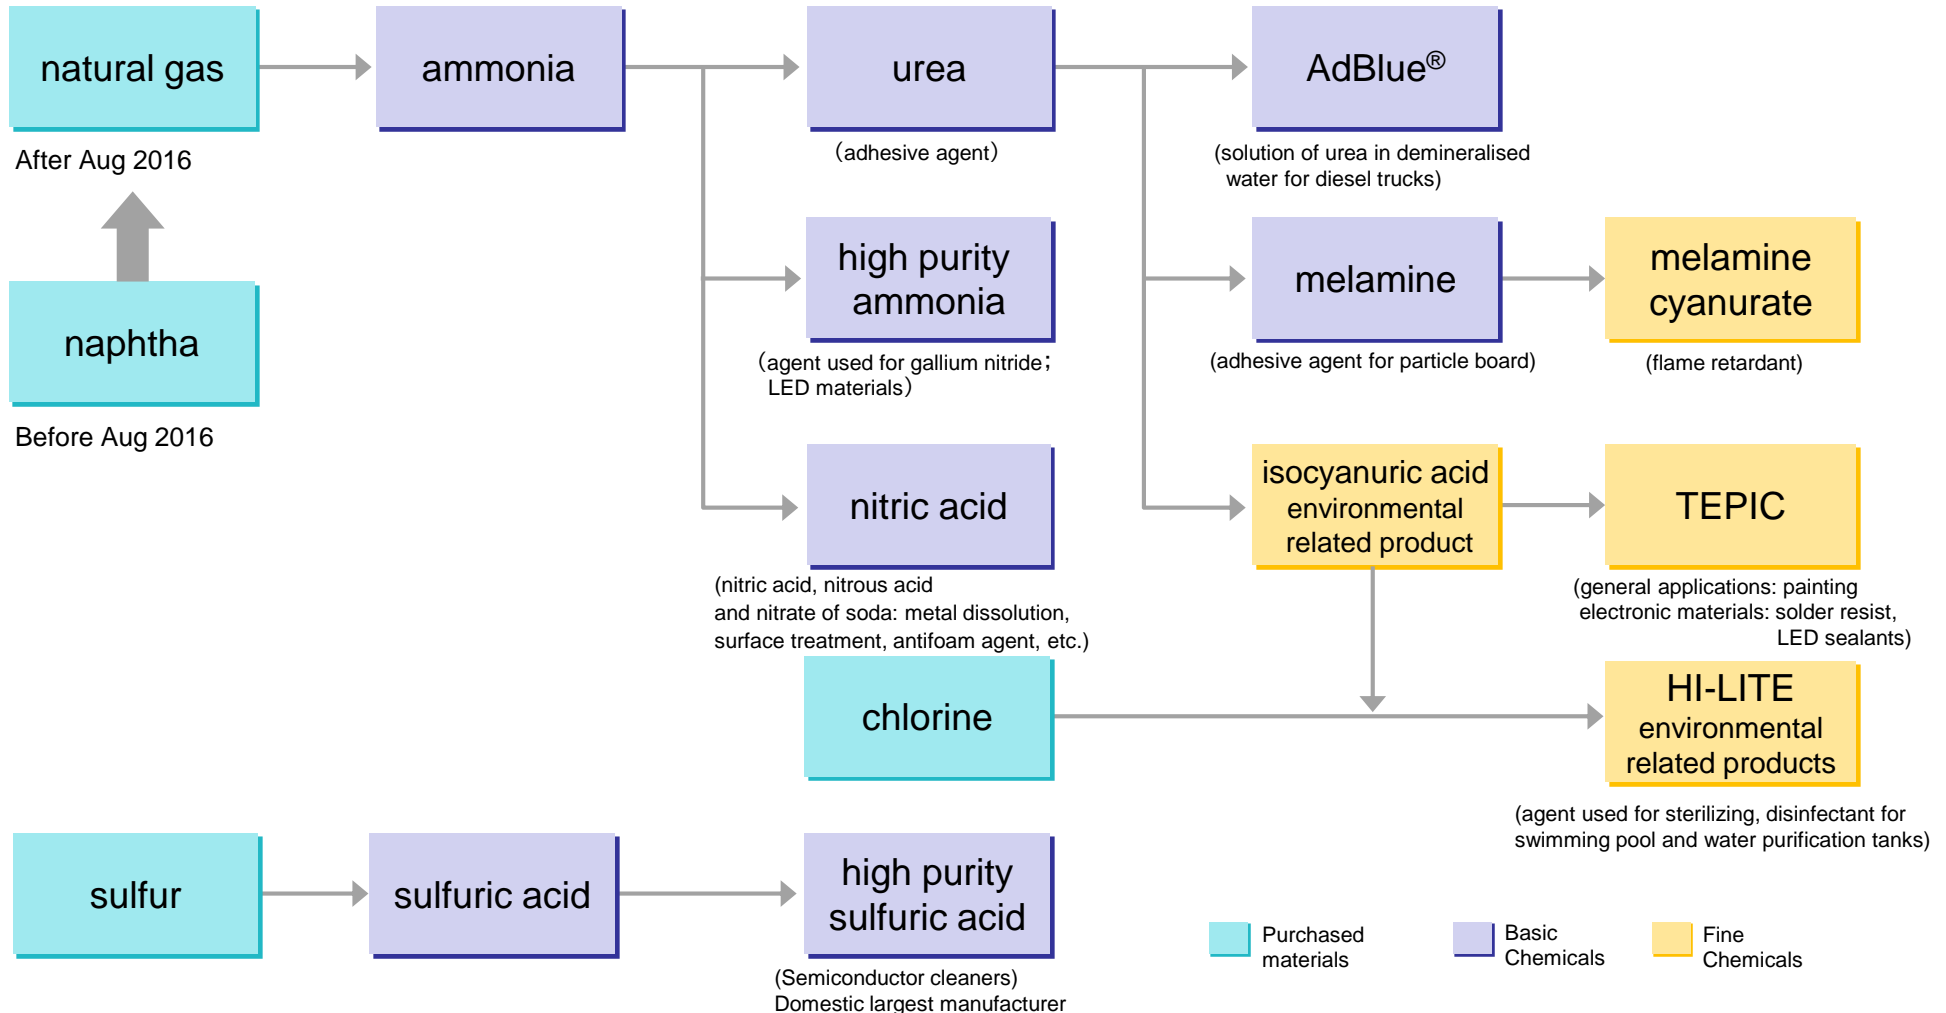 natural gas
After Aug 2016
naphtha
Before Aug 2016
ammonia
urea
（adhesive agent）
AdBlue®
(solution of urea in demineralised
water for diesel trucks)
high purity
ammonia
（agent used for gallium nitride；
LED materials）
melamine
(adhesive agent for particle board)
melamine
cyanurate
(flame retardant)
nitric acid
(nitric acid, nitrous acid
and nitrate of soda: metal dissolution,
surface treatment, antifoam agent, etc.)
isocyanuric acid
environmental
related product
TEPIC
(general applications: painting
electronic materials: solder resist,
LED sealants)
chlorine
HI-LITE
environmental
related products
(agent used for sterilizing, disinfectant for
swimming pool and water purification tanks)
sulfur
sulfuric acid
high purity
sulfuric acid
(Semiconductor cleaners)
Domestic largest manufacturer
Purchased
materials
Basic
Chemicals
Fine
Chemicals